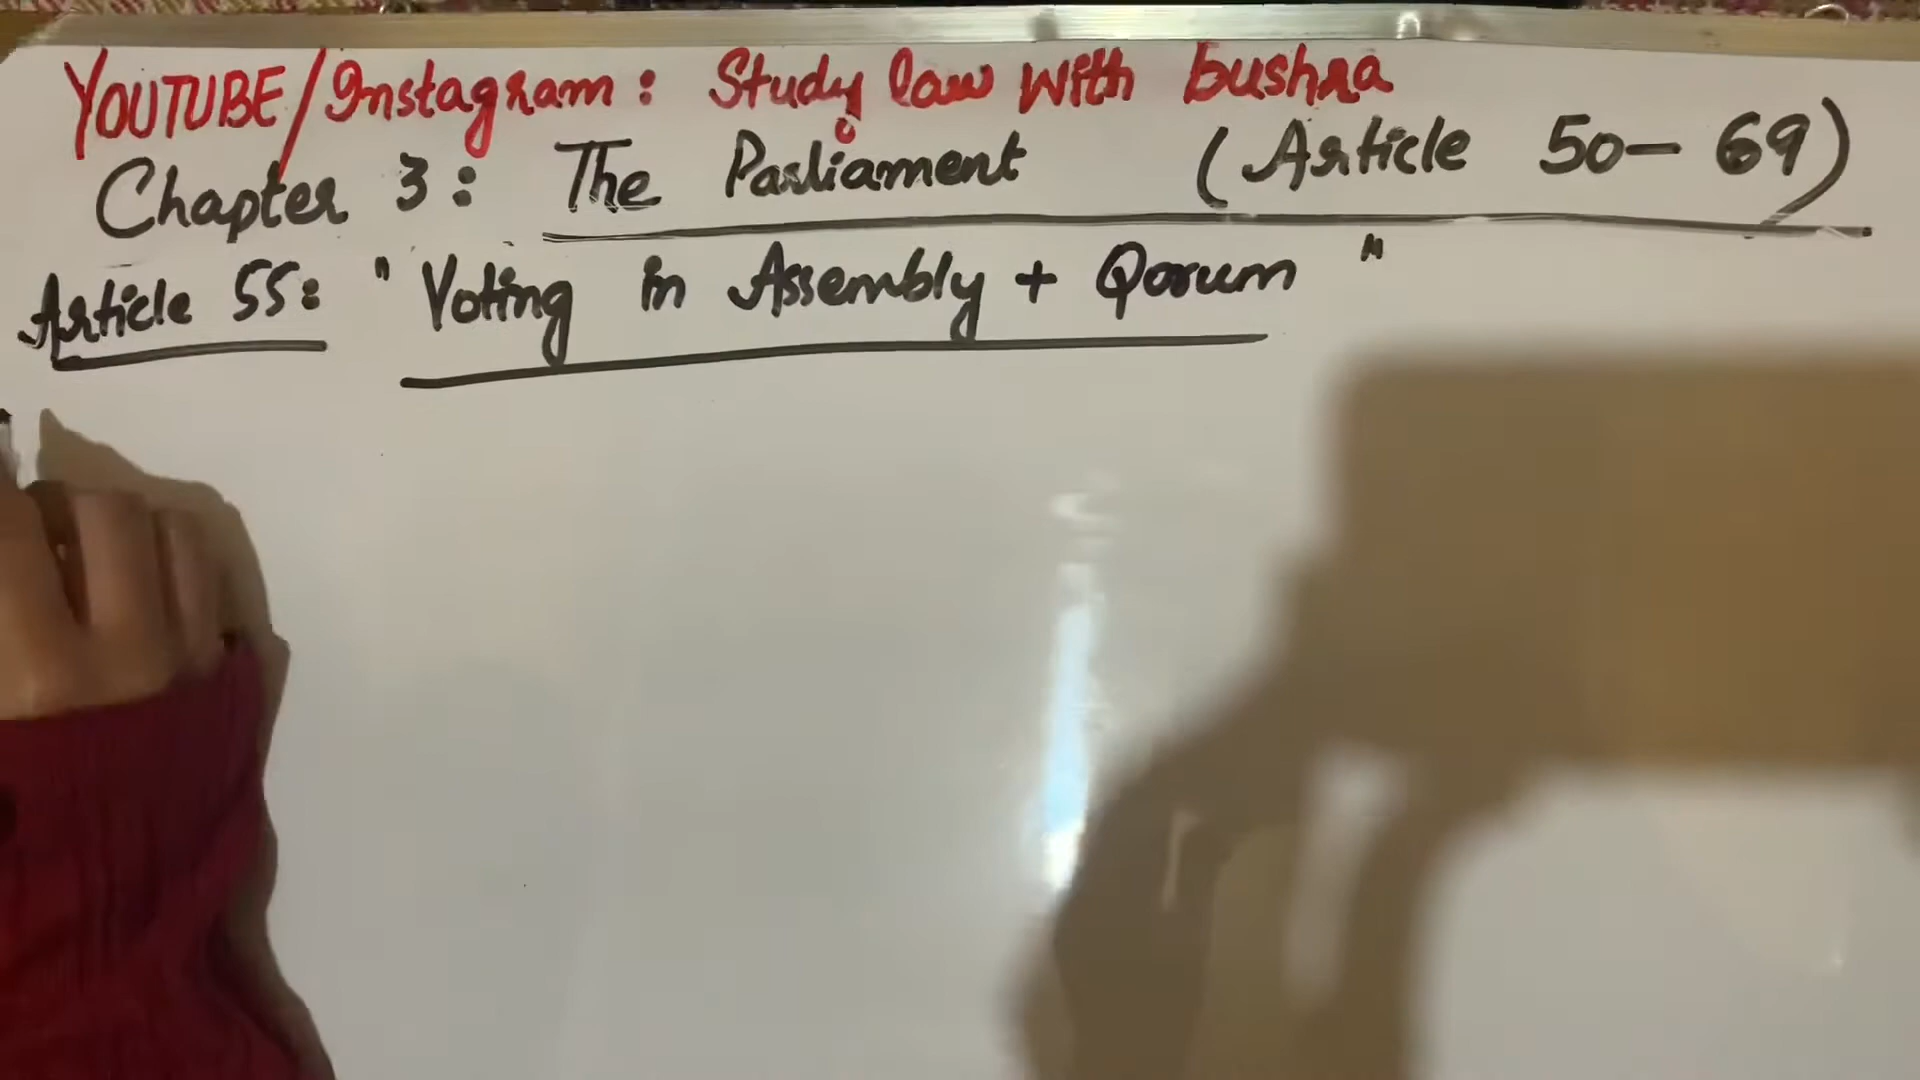 YOUTUBE/Instagram: Study law with bushra
Chapter 3: The Parliament (Article 50-69)
Article 55: "Voting in Assembly + Qorum"